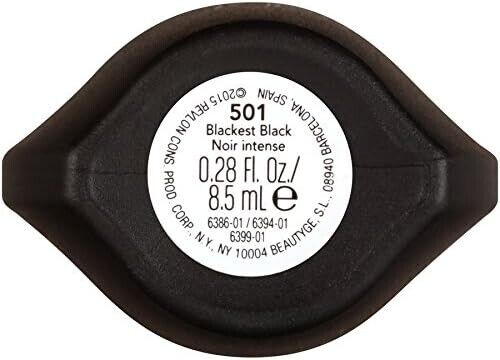 501
Blackest Black
Noir intense
0.28 Fl. Oz./
8.5 mL ℮
6386-01 / 6394-01
6399-01
©2015 REVLON CONS. PROD. CORP., N.Y., NY 10004 BEAUTYGE, S.L., 08940 BARCELONA, SPAIN